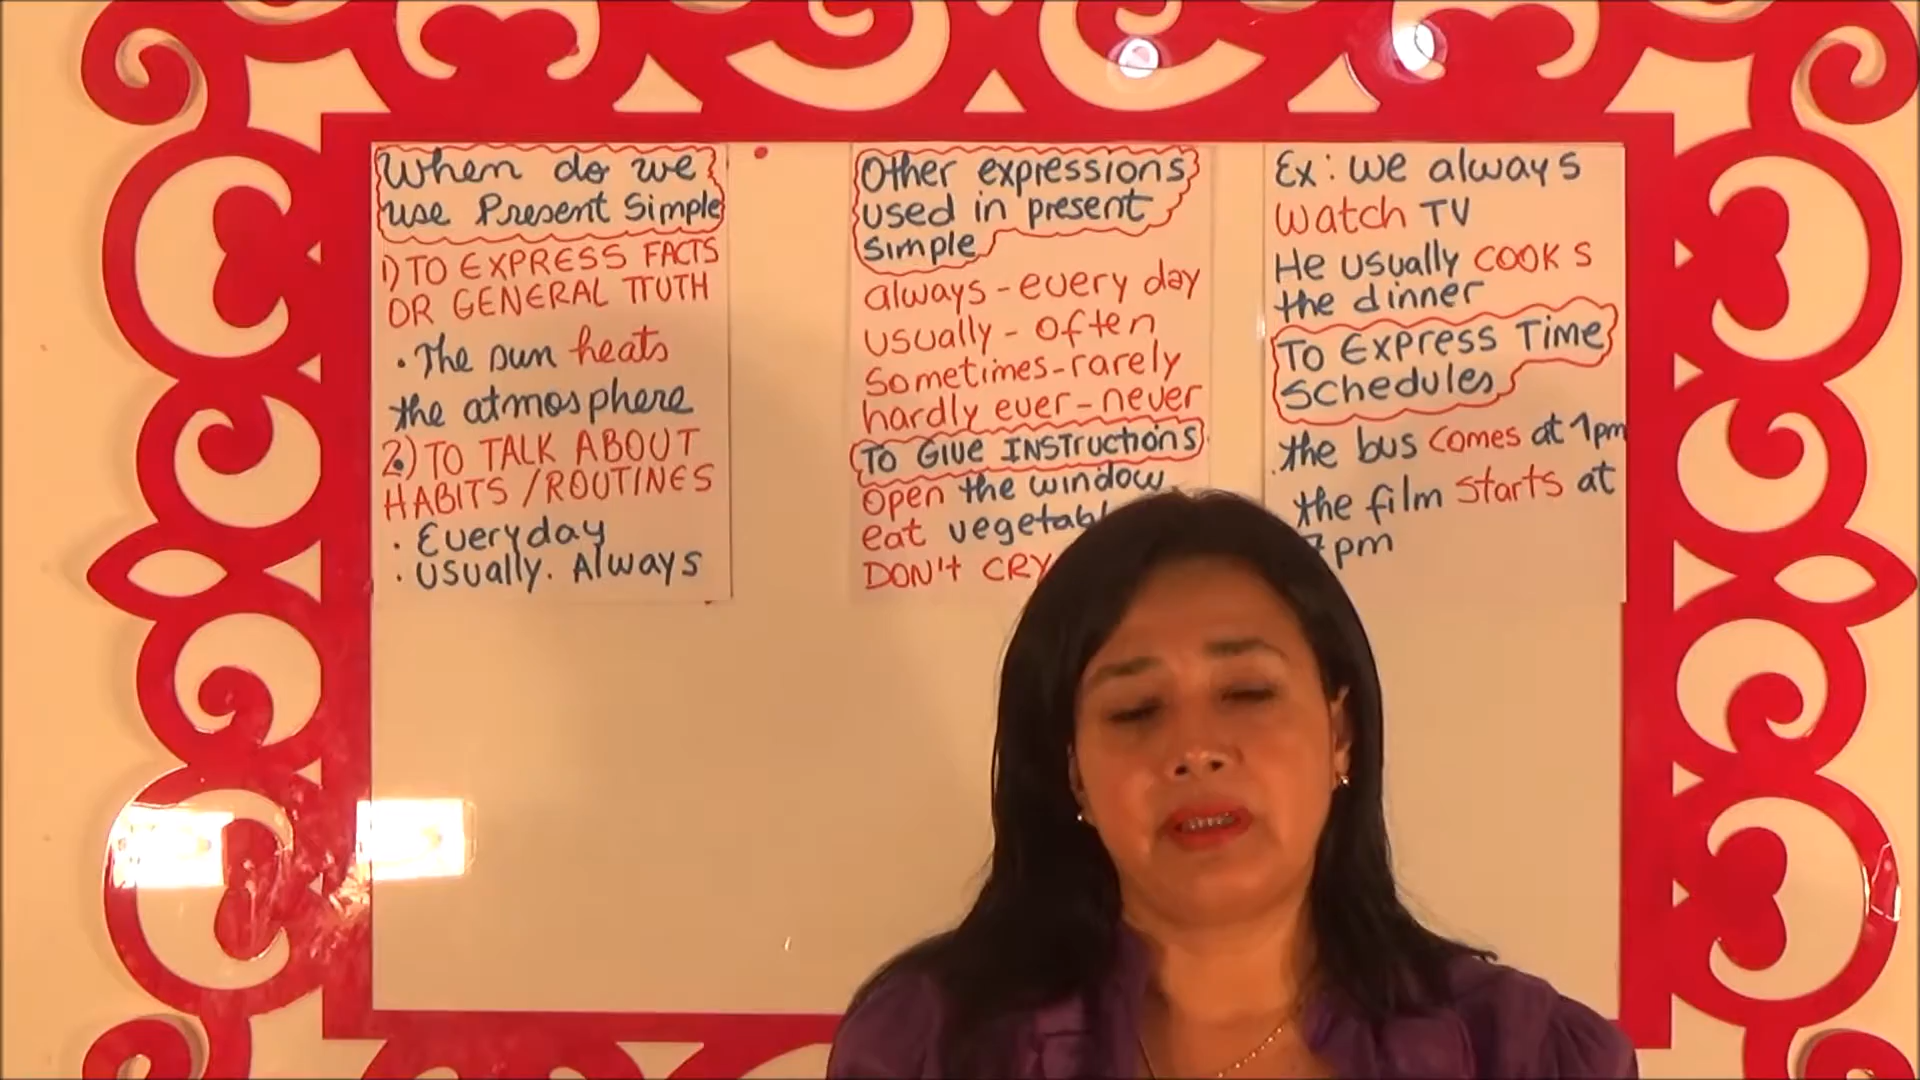 When do we
use Present Simple
1) TO EXPRESS FACTS
OR GENERAL TTUTH
• The sun heats
the atmosphere
2.) TO TALK ABOUT
HABITS / ROUTINES
• Everyday
• Usually. Always
Other expressions
used in present
simple
always - every day
usually - often
Sometimes - rarely
hardly ever - never
TO GIVE INSTructions
open the window
eat
DON't CRY
Ex: we always
watch TV
He usually cooks
the dinner
TO EXPRESS TIME
SCHEDULES
.the bus comes at 1pm
the film starts at
7 pm